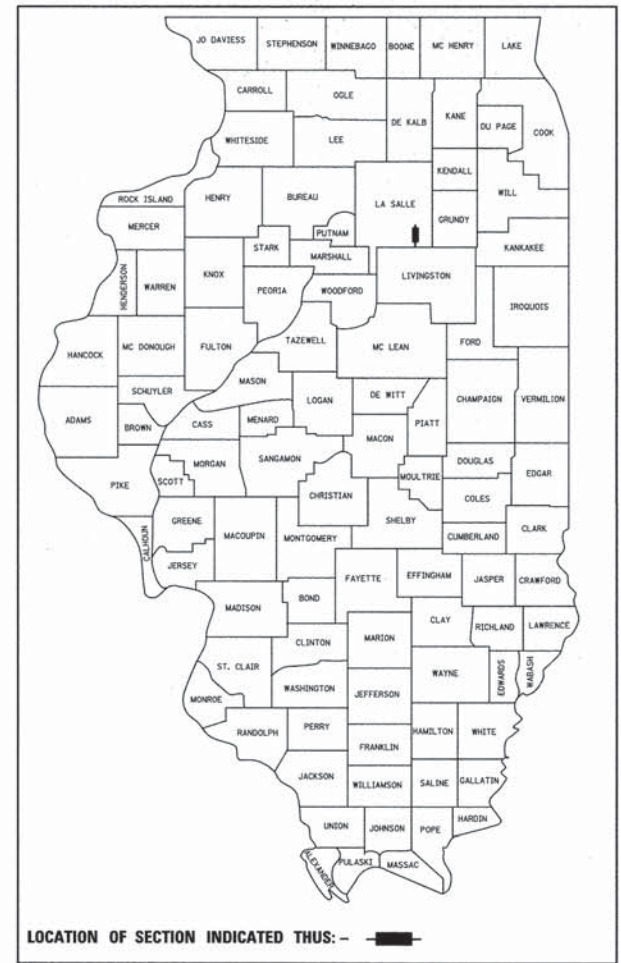 JO DAVIESS
STEPHENSON
WINNEBAGO
BOONE
MC HENRY
LAKE
CARROLL
OGLE
DE KALB
KANE
DU PAGE
COOK
WHITESIDE
LEE
KENDALL
WILL
ROCK ISLAND
HENRY
BUREAU
LA SALLE
GRUNDY
MERCER
PUTNAM
STARK
MARSHALL
KANKAKEE
HENDERSON
WARREN
KNOX
PEORIA
WOODFORD
LIVINGSTON
IROQUOIS
HANCOCK
MC DONOUGH
FULTON
TAZEWELL
MC LEAN
FORD
SCHUYLER
MASON
LOGAN
DE WITT
CHAMPAIGN
VERMILION
ADAMS
BROWN
CASS
MENARD
PIATT
MACON
PIKE
SCOTT
MORGAN
SANGAMON
CHRISTIAN
MOULTRIE
DOUGLAS
EDGAR
COLES
CALHOUN
GREENE
MACOUPIN
MONTGOMERY
SHELBY
CUMBERLAND
CLARK
JERSEY
FAYETTE
EFFINGHAM
JASPER
CRAWFORD
MADISON
BOND
CLAY
RICHLAND
LAWRENCE
CLINTON
MARION
ST. CLAIR
WAYNE
EDWARDS
WABASH
MONROE
WASHINGTON
JEFFERSON
RANDOLPH
PERRY
HAMILTON
WHITE
FRANKLIN
JACKSON
WILLIAMSON
SALINE
GALLATIN
UNION
JOHNSON
POPE
HARDIN
ALEXANDER
PULASKI
MASSAC
LOCATION OF SECTION INDICATED THUS: –